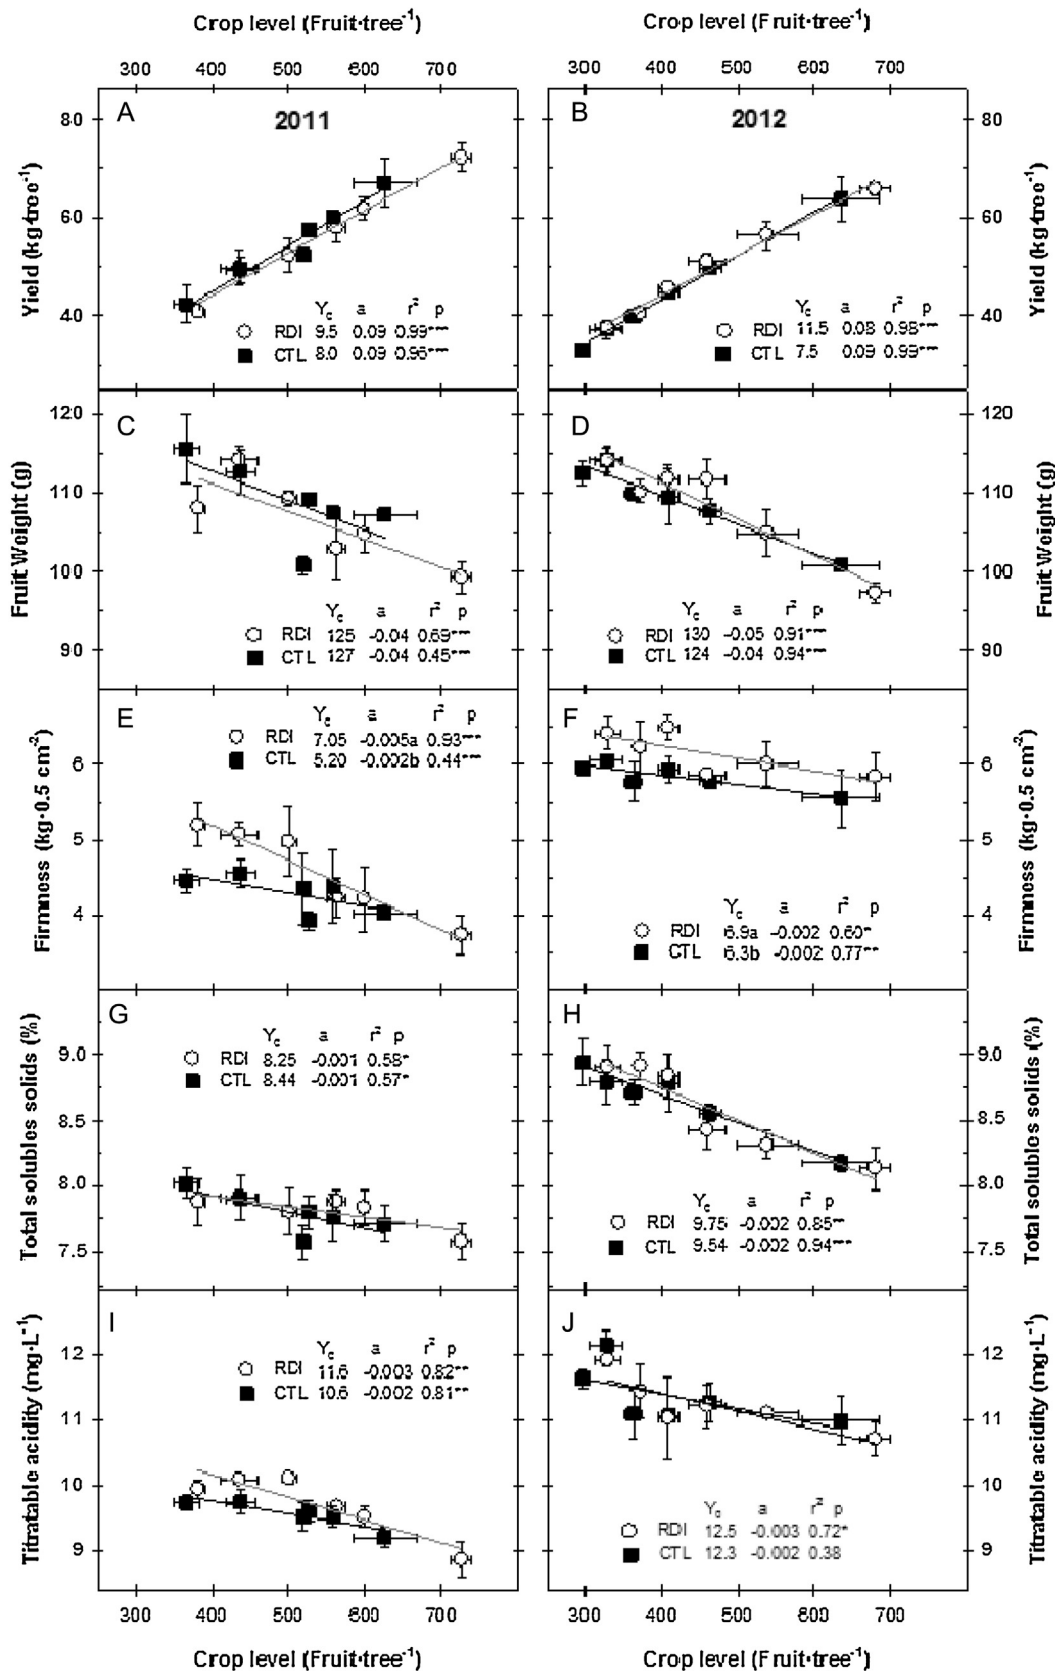 Crop level (Fruit·tree⁻¹) Crop level (Fruit·tree⁻¹)
300 400 500 600 700 300 400 500 600 700
A 2011 B 2012
80 80
60 60
40 40
Yield (kg·tree⁻¹) Yield (kg·tree⁻¹)
Yc a r² p Yc a r² p
RDI 9.5 0.09 0.99*** RDI 11.5 0.08 0.98***
CTL 8.0 0.09 0.96*** CTL 7.5 0.09 0.99***
C D
120 120
110 110
100 100
90 90
Fruit Weight (g) Fruit Weight (g)
Yc a r² p Yc a r² p
RDI 125 -0.04 0.69*** RDI 130 -0.05 0.91***
CTL 127 -0.04 0.45*** CTL 124 -0.04 0.94***
E F
Yc a r² p
RDI 7.05 -0.005a 0.93***
CTL 5.20 -0.002b 0.44***
6 6
5 5
4 4
Firmness (kg·0.5 cm²) Firmness (kg·0.5 cm²)
Yc a r² p
RDI 6.9a -0.002 0.60**
CTL 6.3b -0.002 0.77**
G H
Yc a r² p
RDI 8.25 -0.001 0.58*
CTL 8.44 -0.001 0.57*
9.0 9.0
8.5 8.5
8.0 8.0
7.5 7.5
Total solubles solids (%) Total solubles solids (%)
Yc a r² p
RDI 9.75 -0.002 0.85**
CTL 9.54 -0.002 0.94***
I J
Yc a r² p
RDI 11.6 -0.003 0.82**
CTL 10.6 -0.002 0.81**
12 12
11 11
10 10
9 9
Titratable acidity (mg·L⁻¹) Titratable acidity (mg·L⁻¹)
Yc a r² p
RDI 12.5 -0.003 0.72*
CTL 12.3 -0.002 0.38
300 400 500 600 700 300 400 500 600 700
Crop level (Fruit·tree⁻¹) Crop level (Fruit·tree⁻¹)